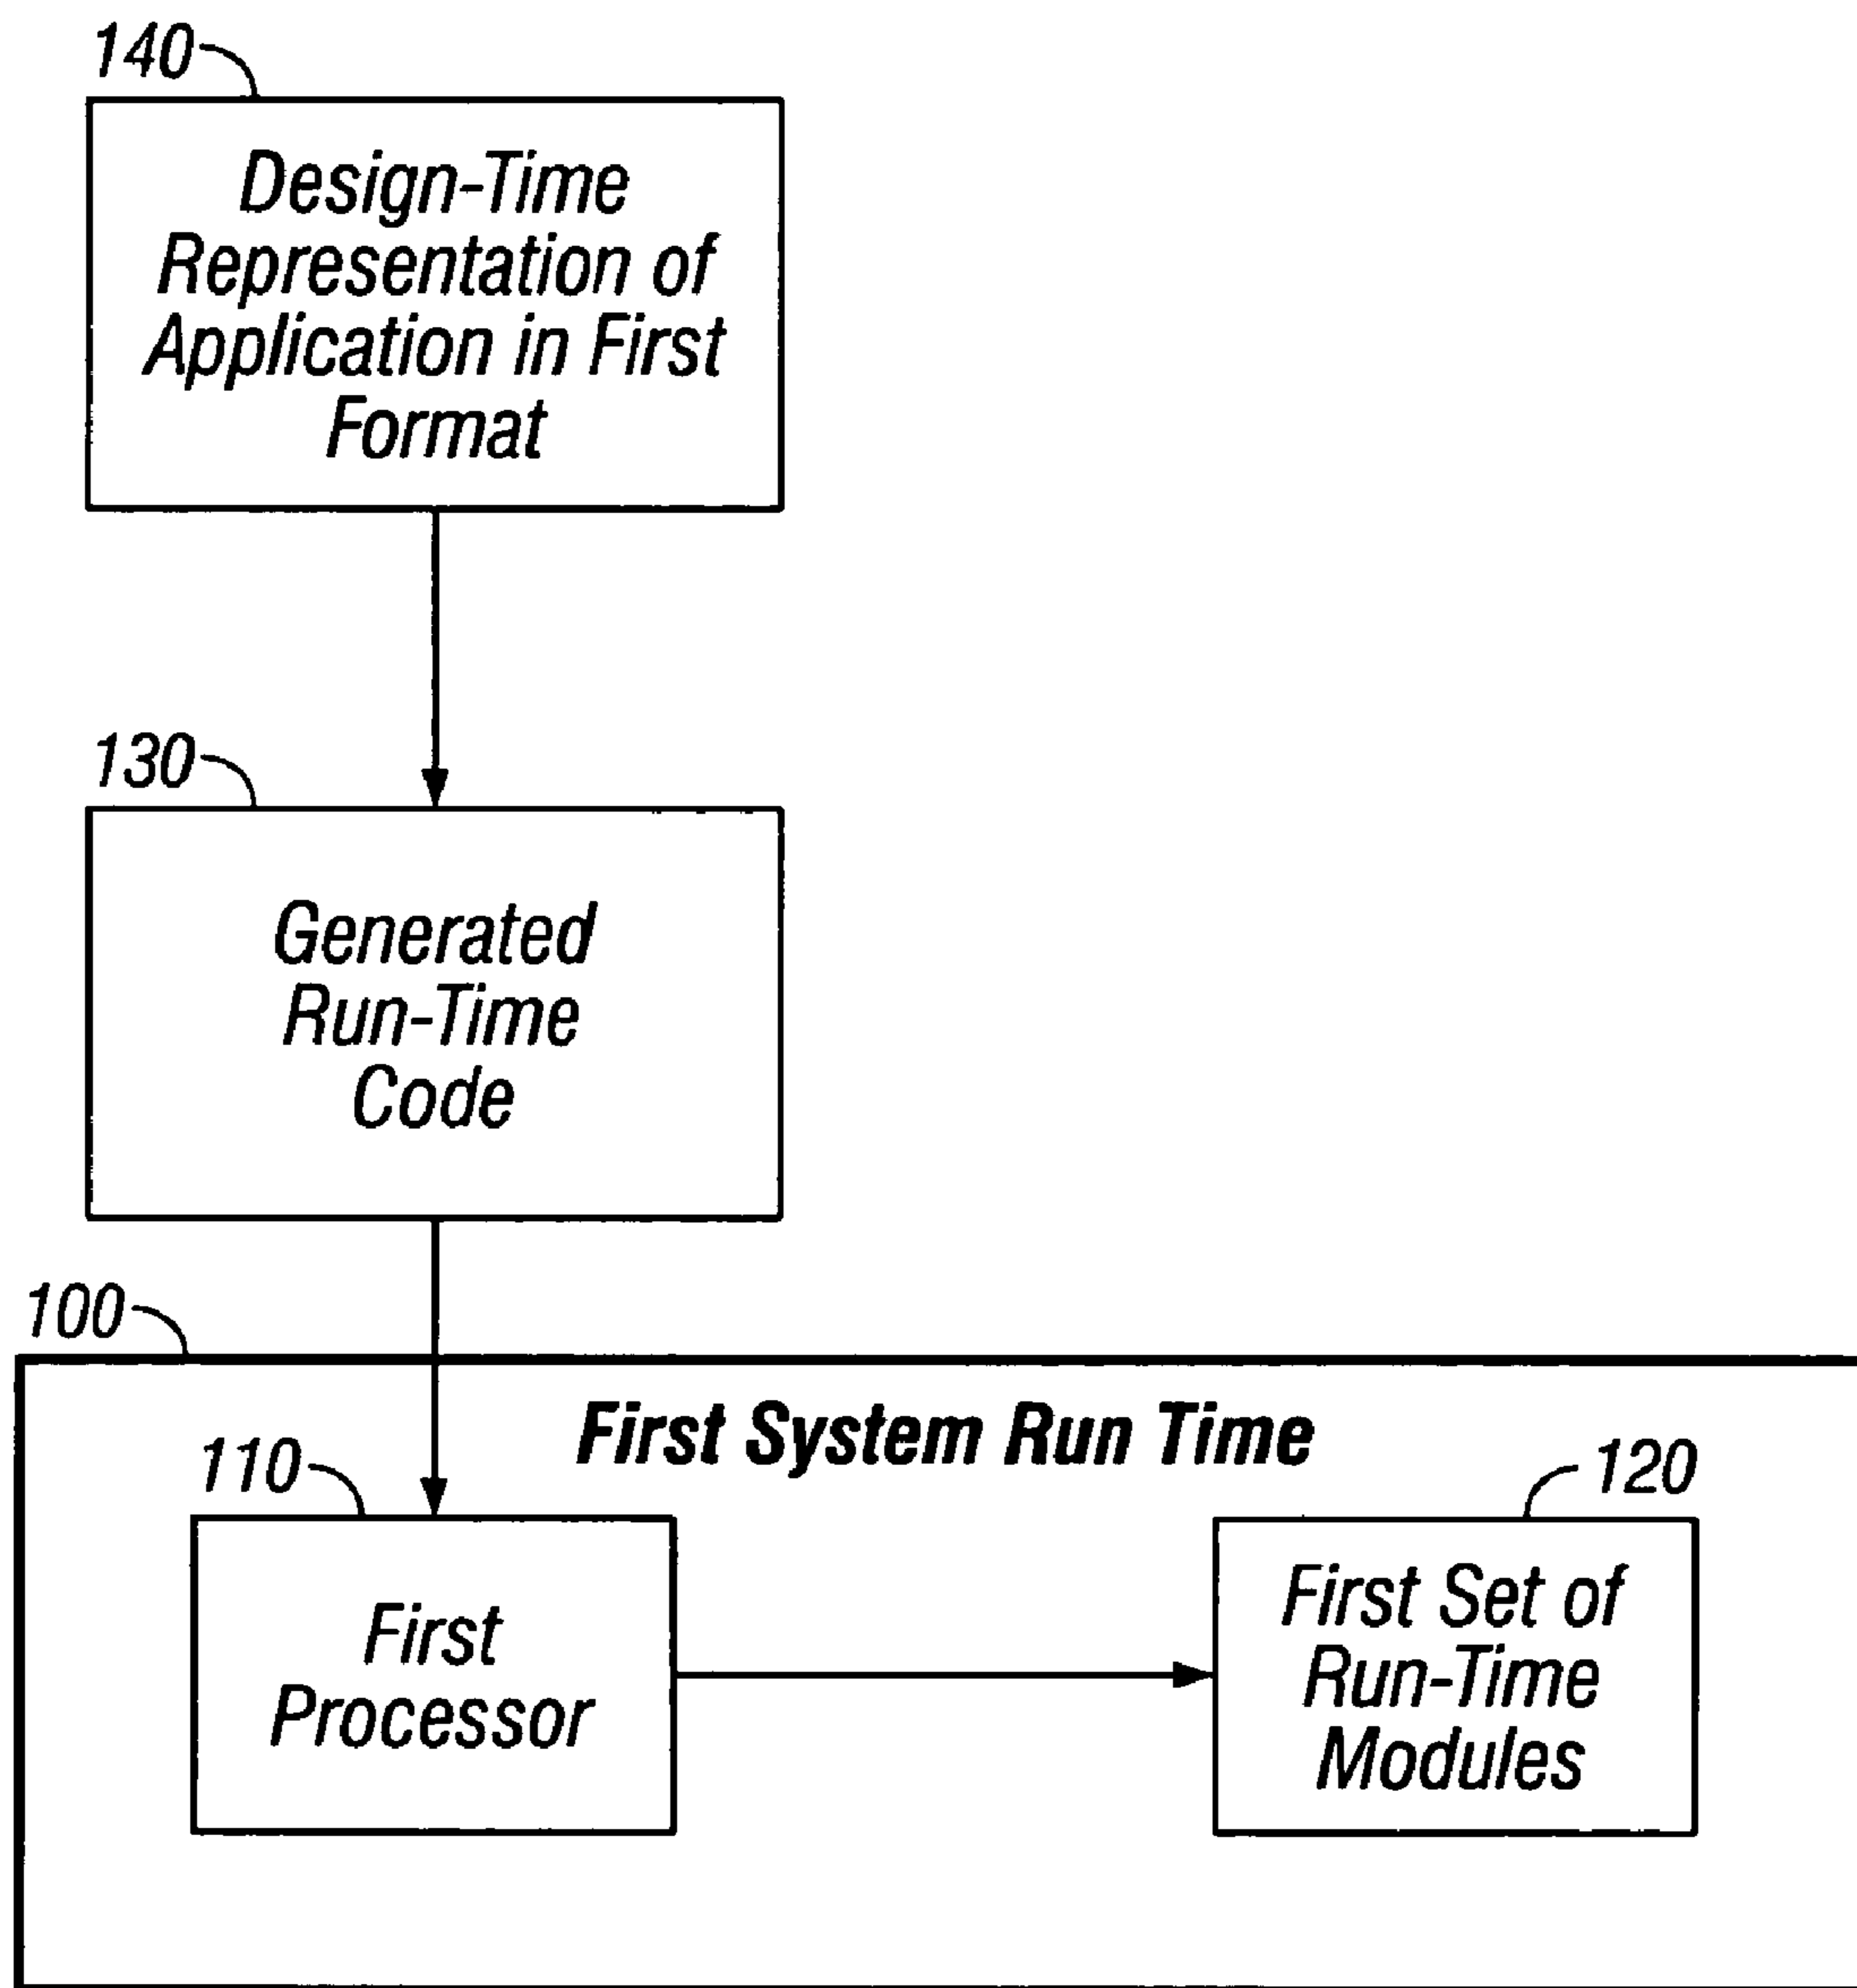 140
Design-Time
Representation of
Application in First
Format
130
Generated
Run-Time
Code
100
First System Run Time
110
120
First
Processor
First Set of
Run-Time
Modules